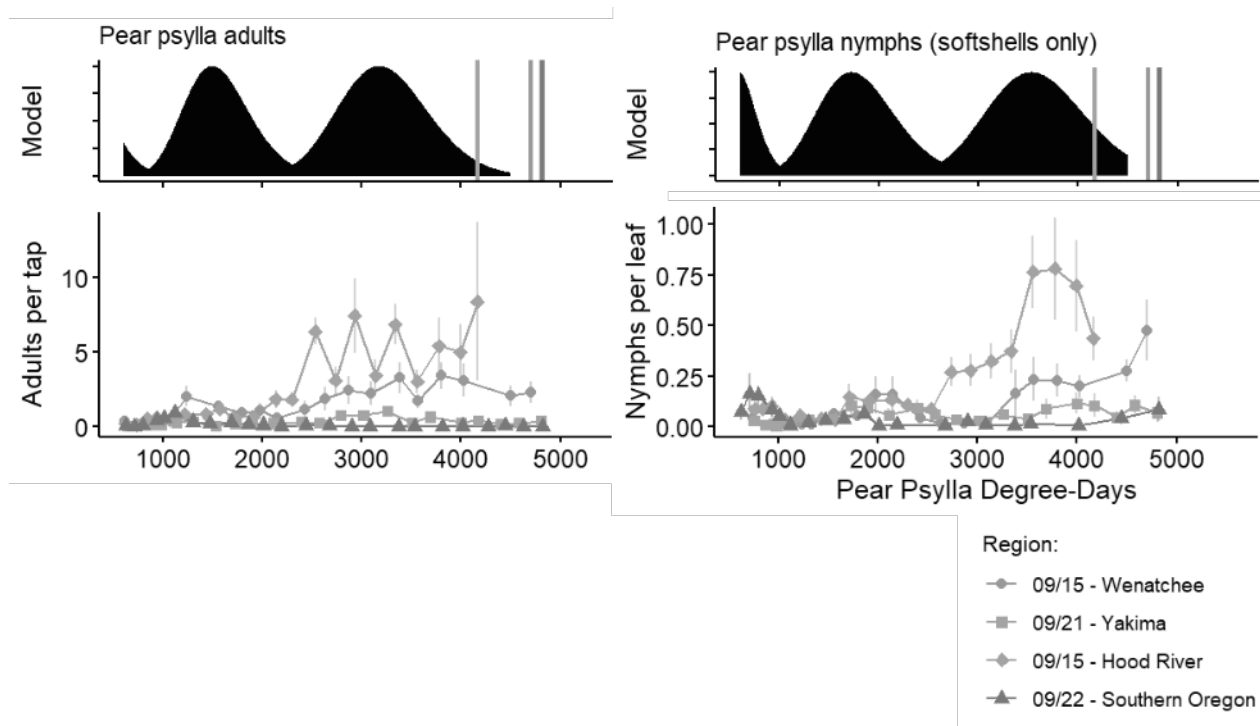 Pear psylla adults
Model
Adults per tap
10
5
0
1000 2000 3000 4000 5000
Pear psylla nymphs (softshells only)
Model
Nymphs per leaf
1.00
0.75
0.50
0.25
0.00
1000 2000 3000 4000 5000
Pear Psylla Degree-Days
Region:
09/15 - Wenatchee
09/21 - Yakima
09/15 - Hood River
09/22 - Southern Oregon